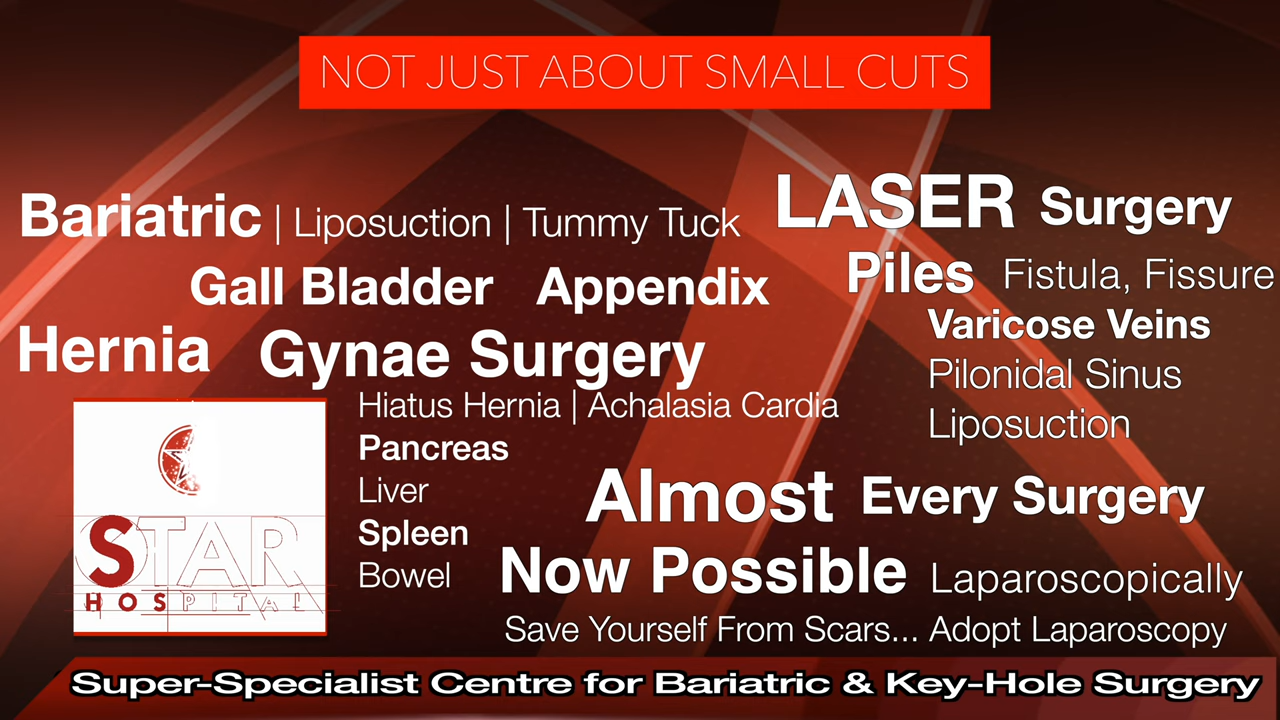 NOT JUST ABOUT SMALL CUTS
Bariatric | Liposuction | Tummy Tuck
Gall Bladder Appendix
Hernia Gynae Surgery
Hiatus Hernia | Achalasia Cardia
Pancreas
Liver
Spleen
Bowel
LASER Surgery
Piles Fistula, Fissure
Varicose Veins
Pilonidal Sinus
Liposuction
Almost Every Surgery
Now Possible Laparoscopically
Save Yourself From Scars... Adopt Laparoscopy
STAR
HOSPITAL
Super-Specialist Centre for Bariatric & Key-Hole Surgery